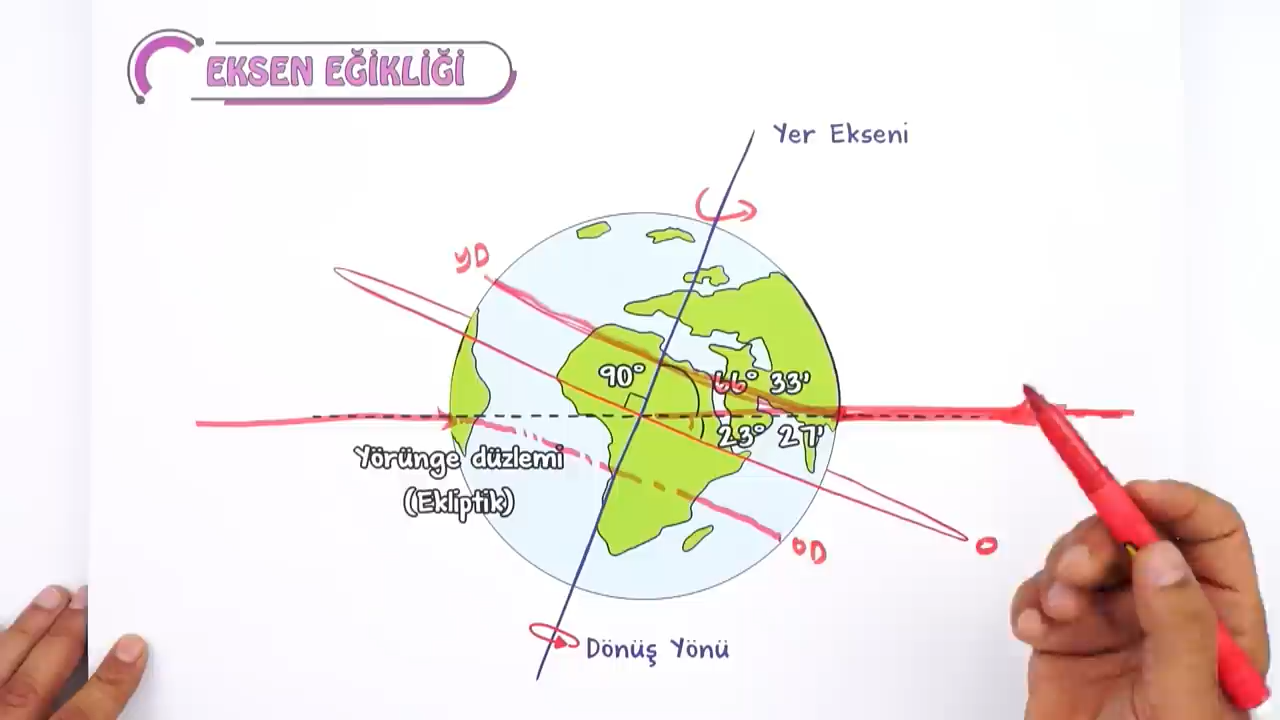 EKSEN EĞİKLİĞİ
Yer Ekseni
YD
90°
66° 33'
23° 27'
Yörünge düzlemi
(Ekliptik)
O
OD
Dönüş Yönü